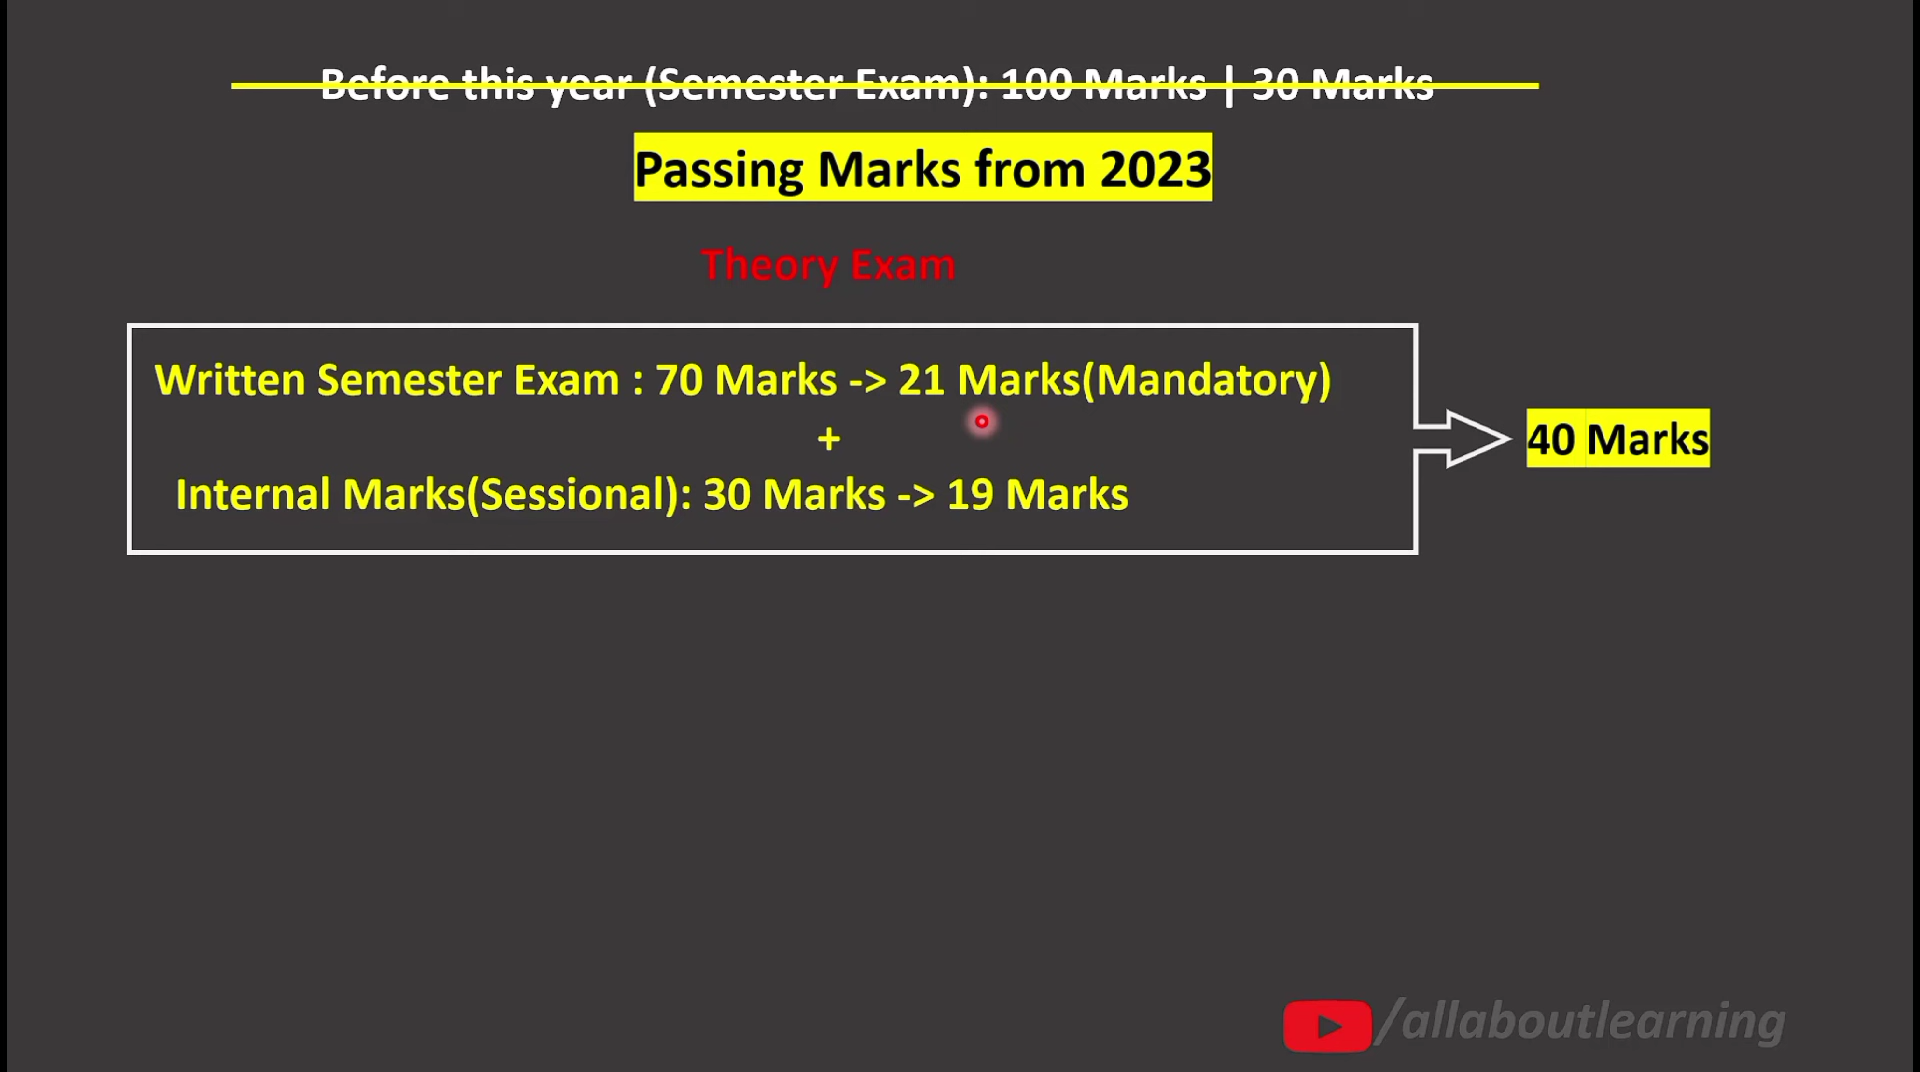 Before this year (Semester Exam): 100 Marks | 30 Marks
Passing Marks from 2023
Theory Exam
Written Semester Exam : 70 Marks -> 21 Marks(Mandatory)
+
40 Marks
Internal Marks(Sessional): 30 Marks -> 19 Marks
/allaboutlearning